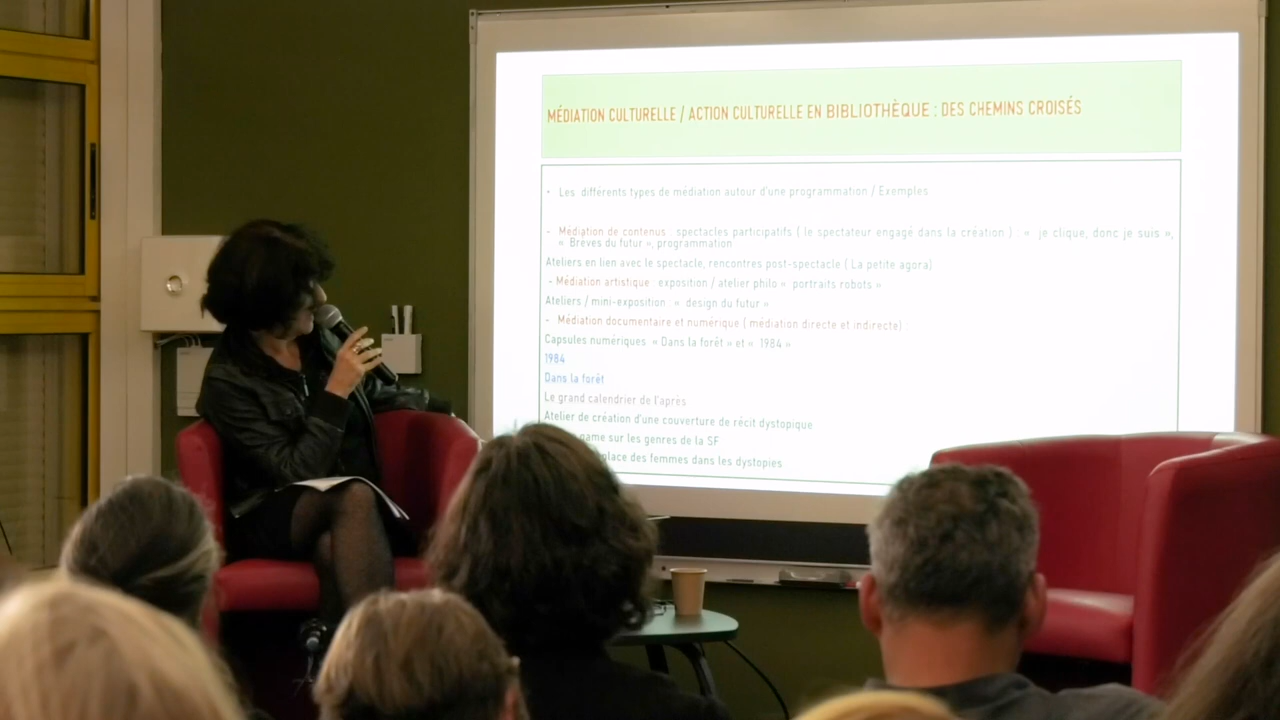 MÉDIATION CULTURELLE / ACTION CULTURELLE EN BIBLIOTHÈQUE : DES CHEMINS CROISÉS
• Les différents types de médiation autour d'une programmation / Exemples
- Médiation de contenus : spectacles participatifs ( le spectateur engagé dans la création ) : « je clique, donc je suis »,
« Brèves du futur », programmation
Ateliers en lien avec le spectacle, rencontres post-spectacle ( La petite agora)
- Médiation artistique : exposition / atelier philo « portraits robots »
Ateliers / mini-exposition : « design du futur »
- Médiation documentaire et numérique ( médiation directe et indirecte) :
Capsules numériques « Dans la forêt » et « 1984 »
1984
Dans la forêt
Le grand calendrier de l'après
Atelier de création d'une couverture de récit dystopique
game sur les genres de la SF
place des femmes dans les dystopies